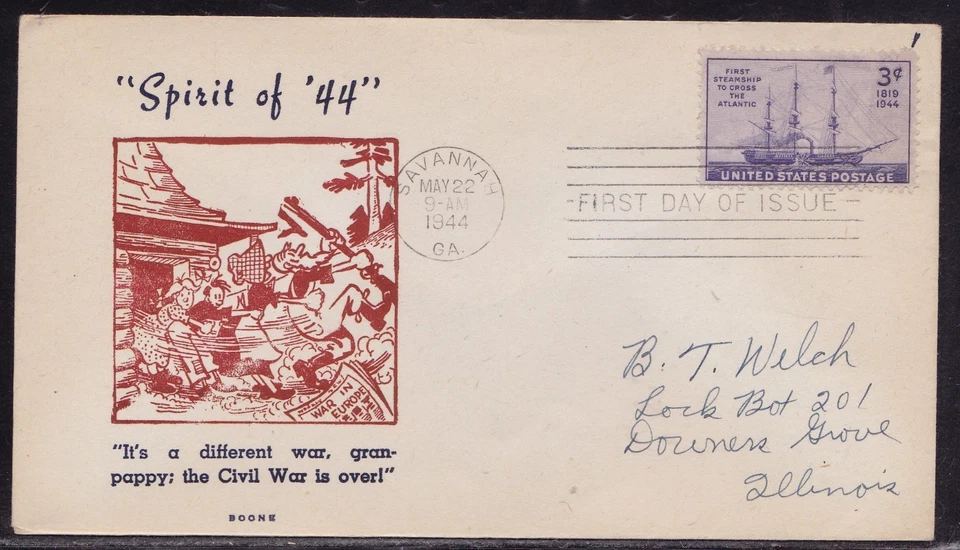 "Spirit of '44"
FIRST
STEAMSHIP
TO CROSS
THE
ATLANTIC
3¢
1819
1944
UNITED STATES POSTAGE
SAVANNAH
MAY 22
9-AM
1944
GA.
-FIRST DAY OF ISSUE-
WAR IN
EUROPE
"It's a different war, gran-
pappy; the Civil War is over!"
BOONE
B. T. Welch
Lock Box 201
Downers Grove
Illinois